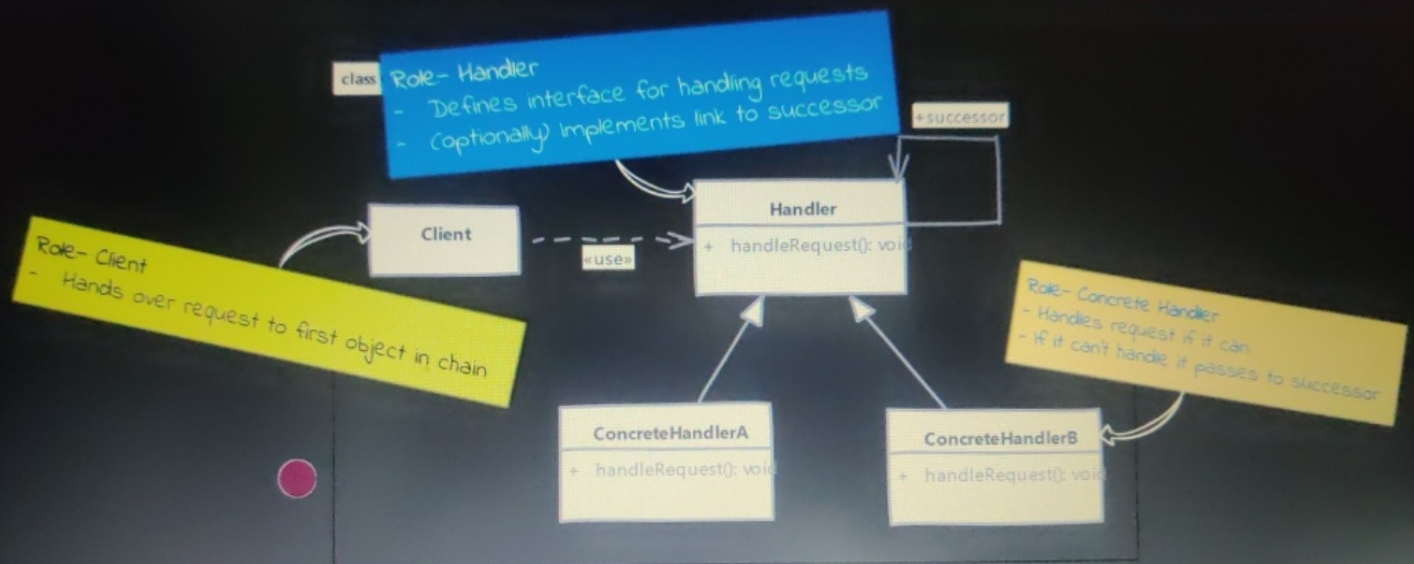 class
Role- Handler
- Defines interface for handling requests
- (optionally) implements link to successor
+successor
Handler
+ handleRequest(): void
Client
«use»
Role- Client
- Hands over request to first object in chain
Role- Concrete Handler
- Handles request if it can
- If it can't handle it passes to successor
ConcreteHandlerA
+ handleRequest(): void
ConcreteHandlerB
+ handleRequest(): void